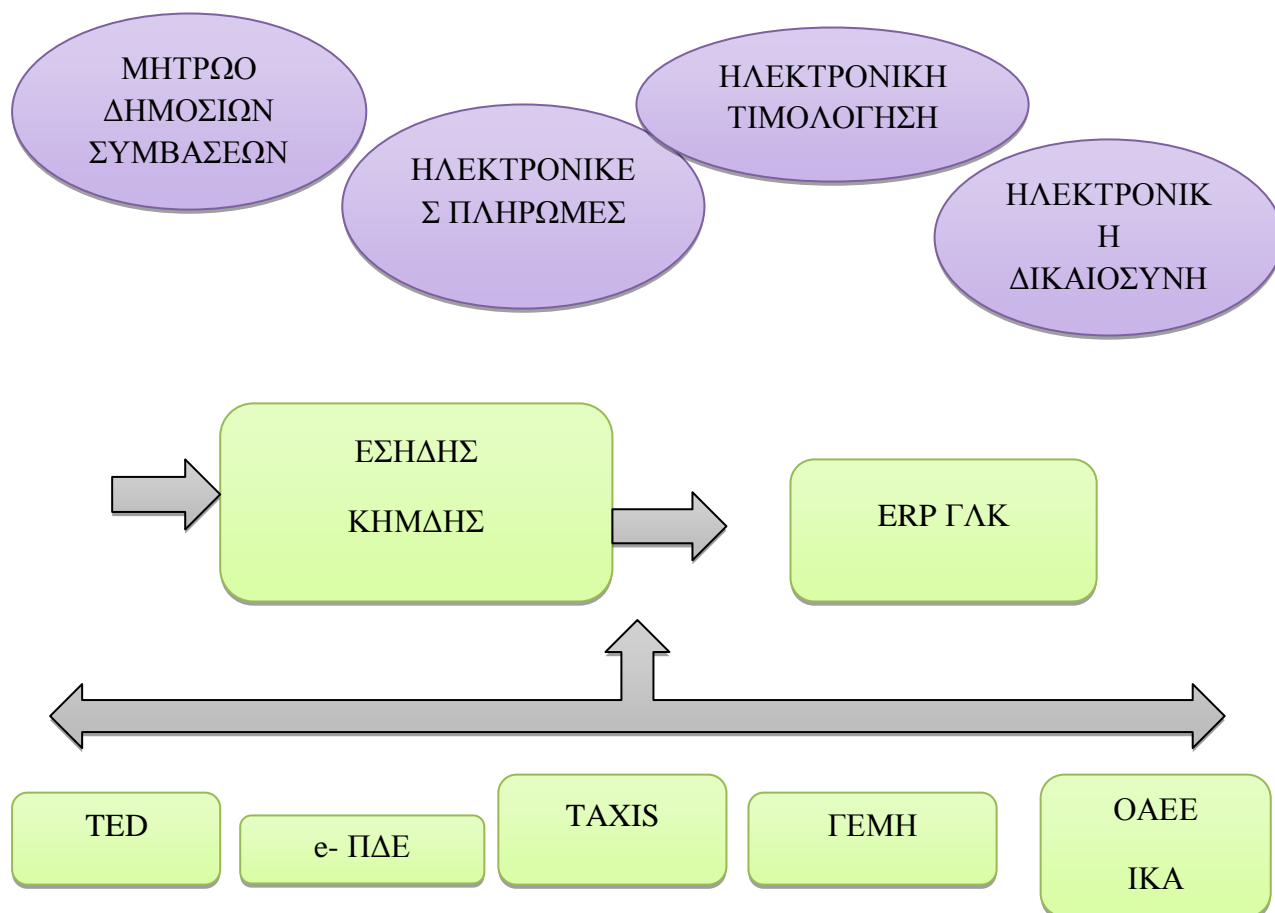 ΜΗΤΡΩΟ
ΔΗΜΟΣΙΩΝ
ΣΥΜΒΑΣΕΩΝ
ΗΛΕΚΤΡΟΝΙΚΕ
Σ ΠΛΗΡΩΜΕΣ
ΗΛΕΚΤΡΟΝΙΚΗ
ΤΙΜΟΛΟΓΗΣΗ
ΗΛΕΚΤΡΟΝΙΚ
Η
ΔΙΚΑΙΟΣΥΝΗ
ΕΣΗΔΗΣ
ΚΗΜΔΗΣ
ERP ΓΛΚ
TED
e- ΠΔΕ
TAXIS
ΓΕΜΗ
ΟΑΕΕ
ΙΚΑ